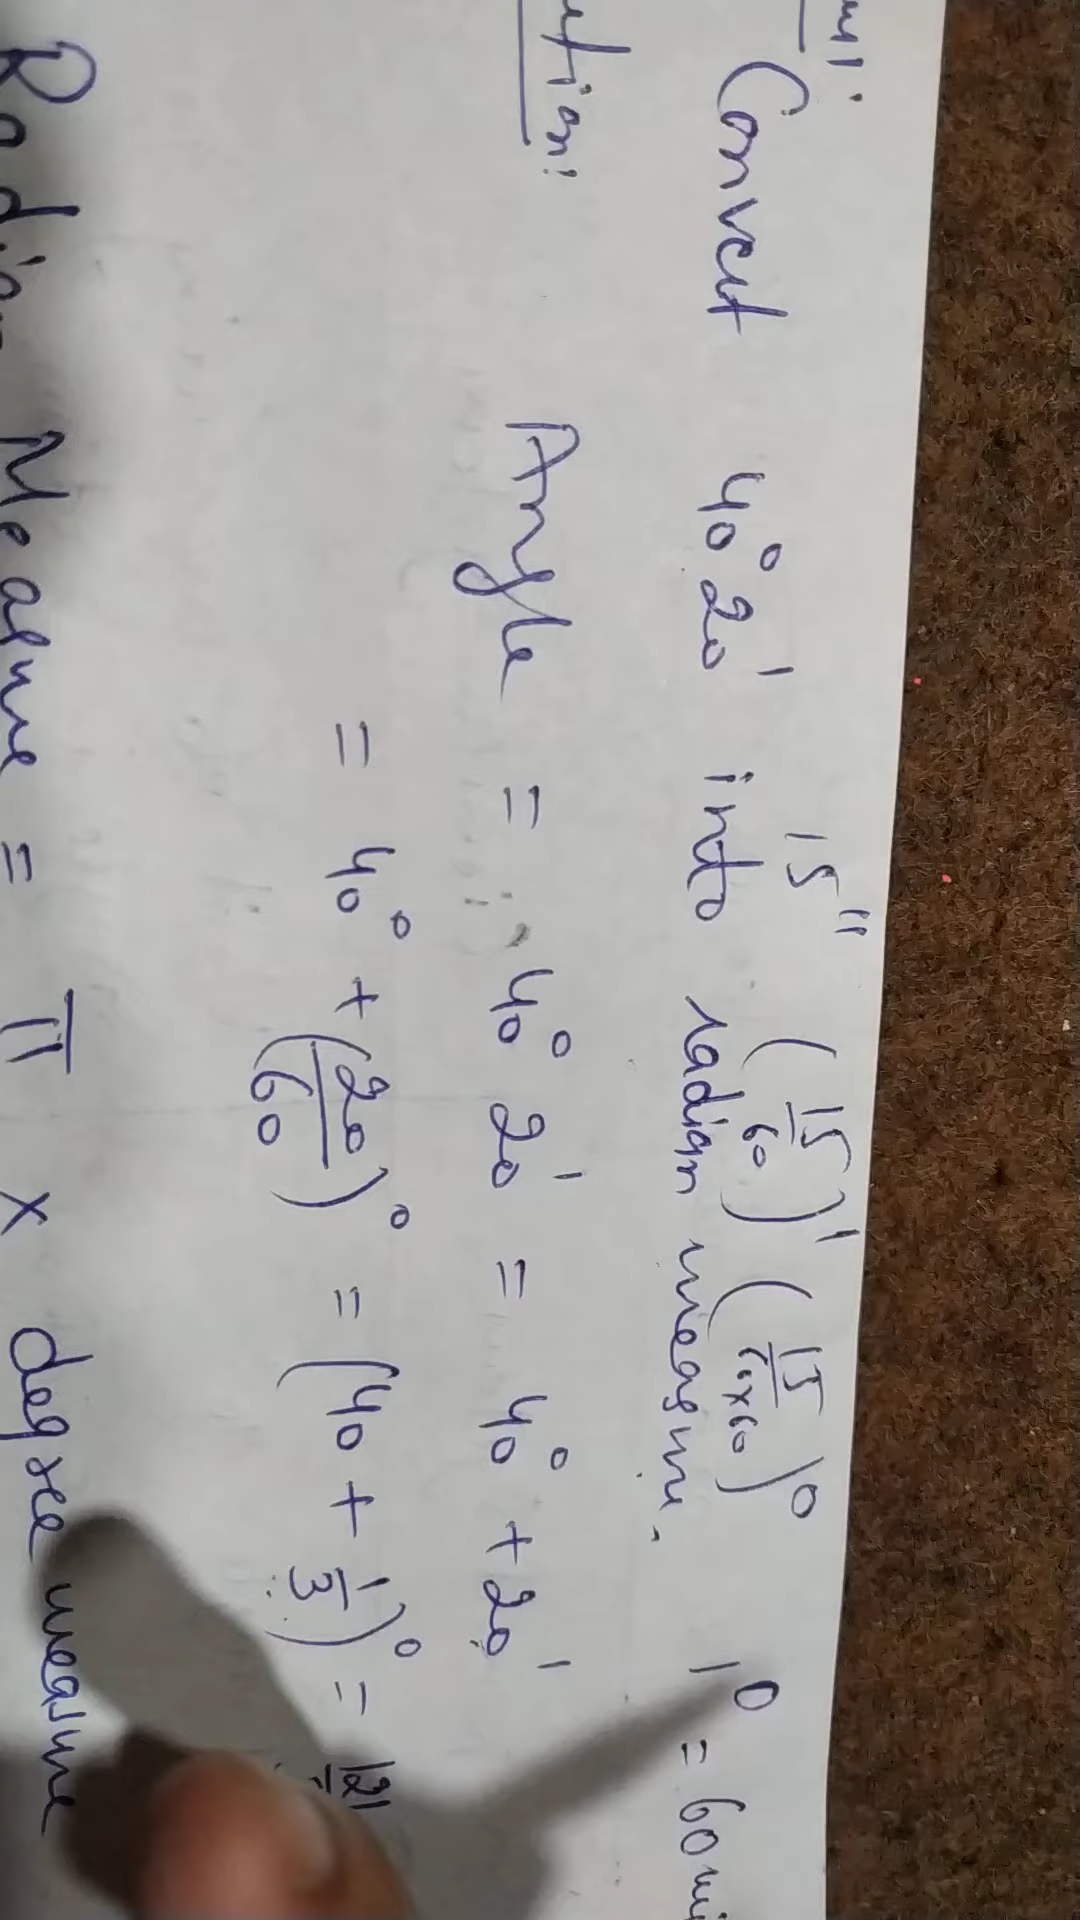 15" (15/60)' (15/60×60)°
Convert 40° 20' into radian measure. 1° = 60
Angle = 40° 20' = 40° + 20'
= 40° + (20/60)° = (40 + 1/3)° = 121
Radian Measure = π × degree measure